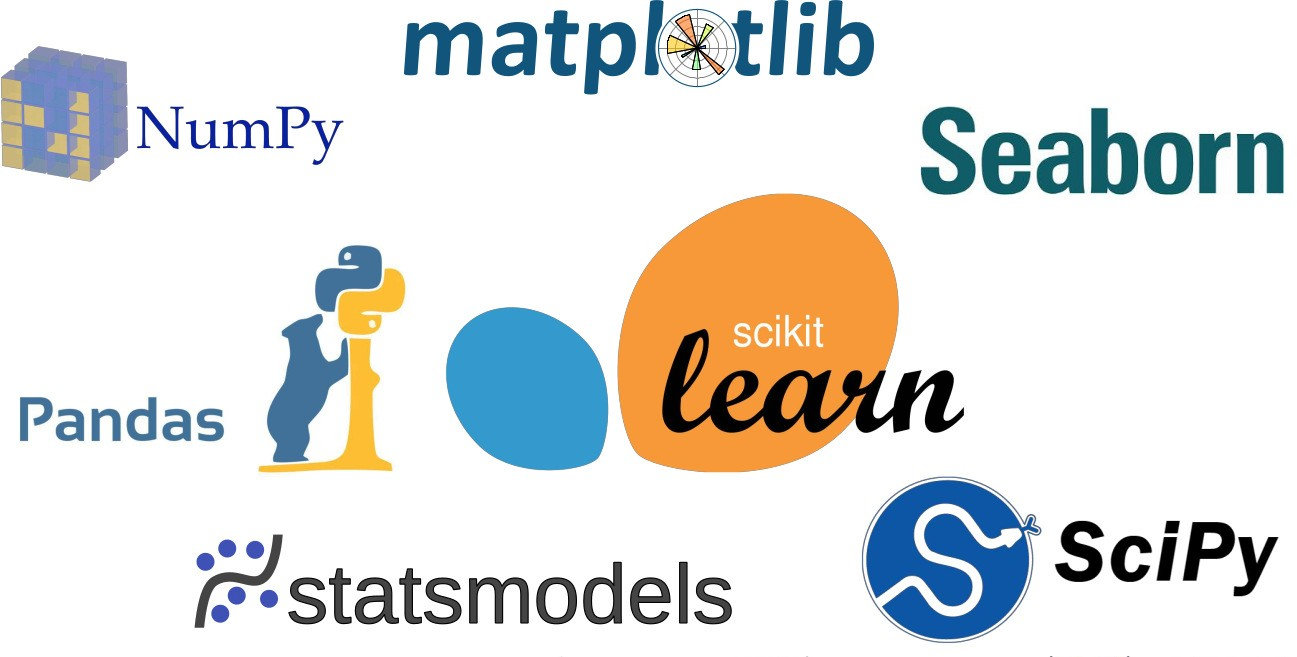 matplotlib
NumPy
Seaborn
scikit
learn
Pandas
SciPy
statsmodels